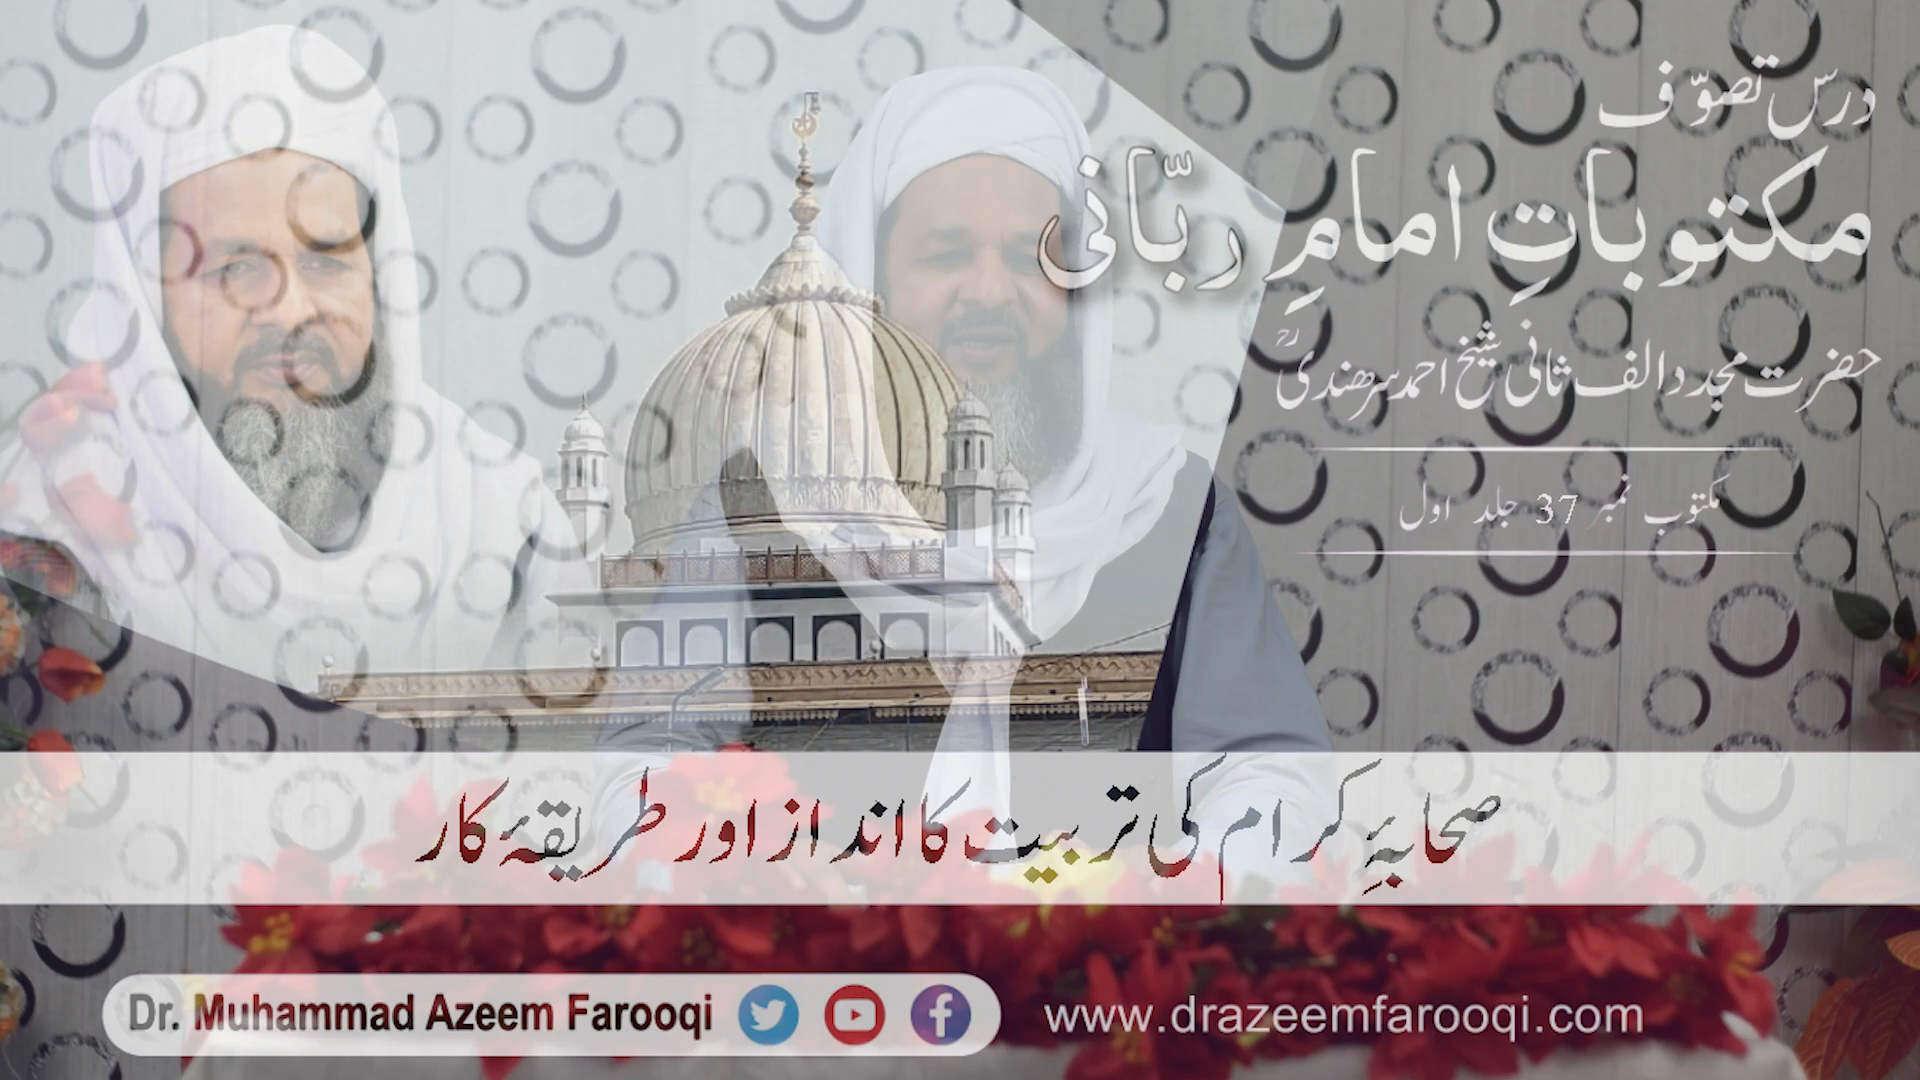 درس تصوّف
مکتوباتِ امامِ ربّانی
حضرت مجدد الف ثانی شیخ احمد سرھندیؒ
مکتوب نمبر 37 جلد اول
صحابۂِ کرام کی تربیت کا انداز اور طریقۂ کار
Dr. Muhammad Azeem Farooqi
www.drazeemfarooqi.com